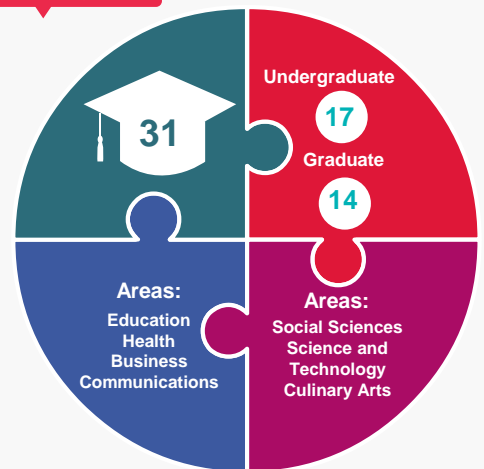 31
Undergraduate
17
Graduate
14
Areas:
Education
Health
Business
Communications
Areas:
Social Sciences
Science and
Technology
Culinary Arts